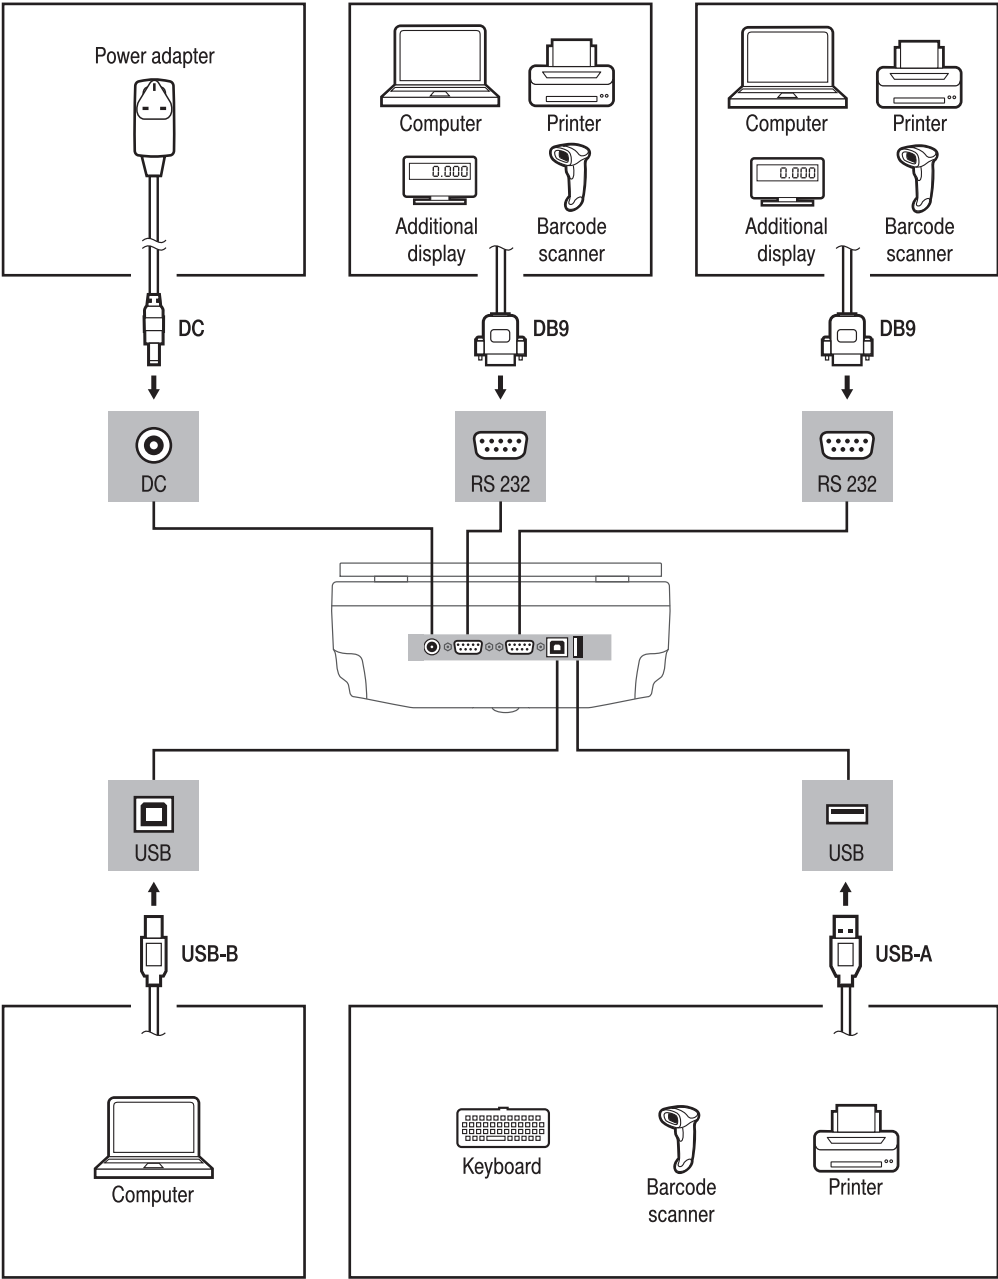 Power adapter
Computer
Printer
0.000
Additional
display
Barcode
scanner
Computer
Printer
0.000
Additional
display
Barcode
scanner
DC
DB9
DB9
DC
RS 232
RS 232
USB
USB
USB-B
USB-A
Computer
Keyboard
Barcode
scanner
Printer